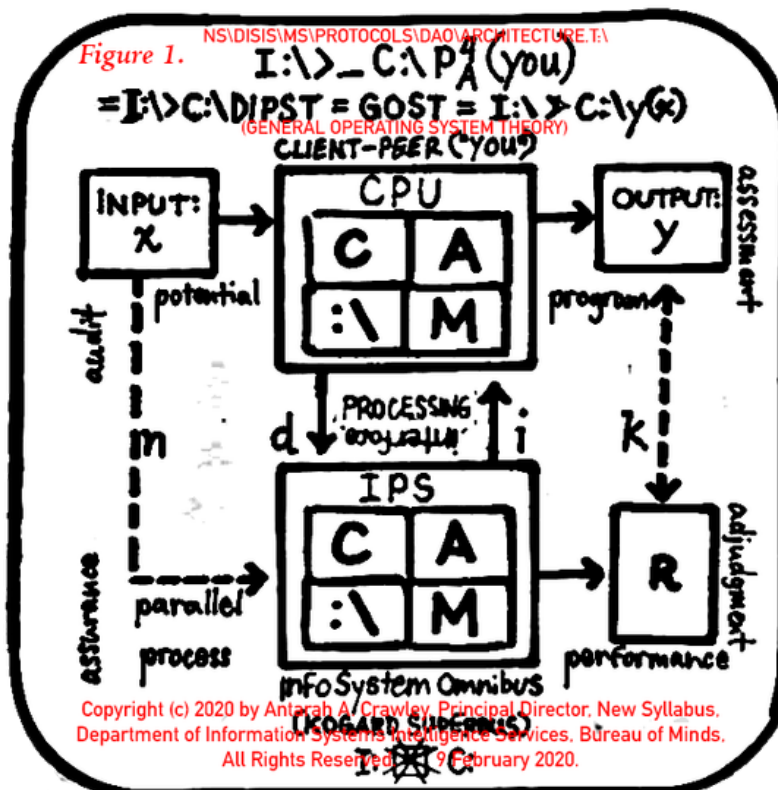 NS\DISIS\MS\PROTOCOLS\DAO\ARCHITECTURE.T:\
Figure 1.
I:\>_ C:\P4A (you)
=I:\>C:\DIPST = GOST = I:\> C:\y(x)
(GENERAL OPERATING SYSTEM THEORY)
CLIENT-PEER ("YOU")
INPUT:
x
CPU
C A
:\ M
OUTPUT:
y
assessment
audit
potential
program
m
d
PROCESSING
interface
i
k
IPS
C A
:\ M
R
assurance
parallel
process
adjudgment
performance
InfoSystem Omnibus
Copyright (c) 2020 by Antarah A. Crawley, Principal Director, New Syllabus,
(KOGARD SUDERNUS)
Department of Information Systems Intelligence Services, Bureau of Minds,
All Rights Reserved. 9 February 2020.
I: C: